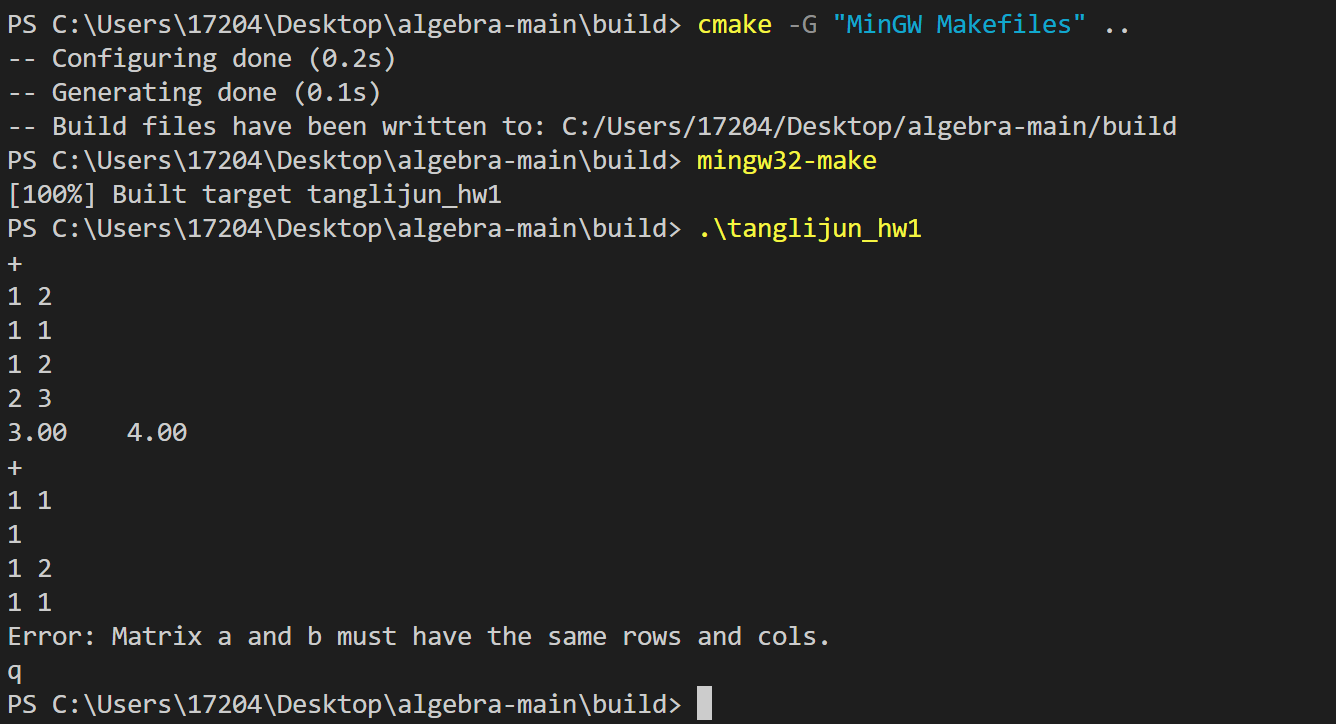 PS C:\Users\17204\Desktop\algebra-main\build> cmake -G "MinGW Makefiles" ..
-- Configuring done (0.2s)
-- Generating done (0.1s)
-- Build files have been written to: C:/Users/17204/Desktop/algebra-main/build
PS C:\Users\17204\Desktop\algebra-main\build> mingw32-make
[100%] Built target tanglijun_hw1
PS C:\Users\17204\Desktop\algebra-main\build> .\tanglijun_hw1
+
1 2
1 1
1 2
2 3
3.00    4.00
+
1 1
1
1 2
1 1
Error: Matrix a and b must have the same rows and cols.
q
PS C:\Users\17204\Desktop\algebra-main\build>